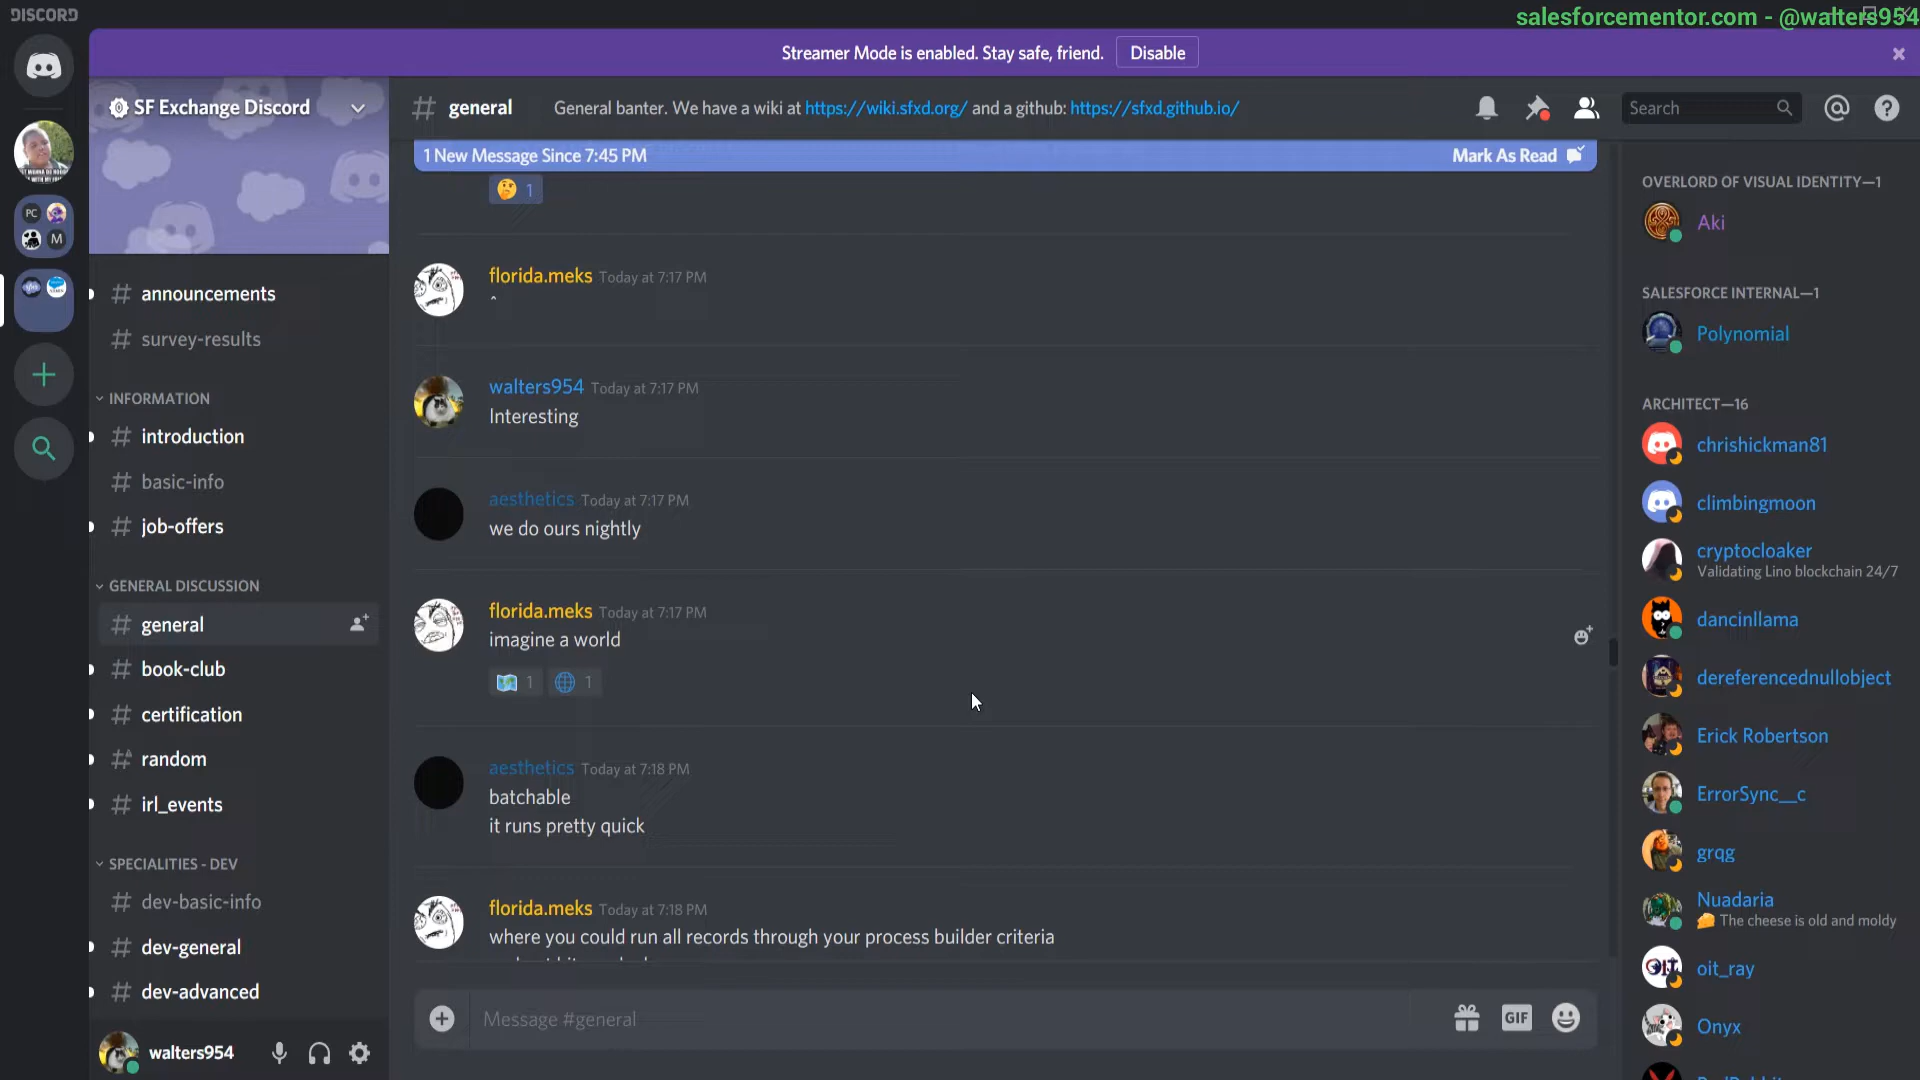 DISCORD
salesforcementor.com - @walters954
Streamer Mode is enabled. Stay safe, friend.
Disable
SF Exchange Discord
announcements
survey-results
INFORMATION
introduction
basic-info
job-offers
GENERAL DISCUSSION
general
book-club
certification
random
irl_events
SPECIALITIES - DEV
dev-basic-info
dev-general
dev-advanced
walters954
PC
M
general
General banter. We have a wiki at https://wiki.sfxd.org/ and a github: https://sfxd.github.io/
Search
1 New Message Since 7:45 PM
Mark As Read
1
florida.meks Today at 7:17 PM
^
walters954 Today at 7:17 PM
Interesting
aesthetics Today at 7:17 PM
we do ours nightly
florida.meks Today at 7:17 PM
imagine a world
1 1
aesthetics Today at 7:18 PM
batchable
it runs pretty quick
florida.meks Today at 7:18 PM
where you could run all records through your process builder criteria
Message #general
GIF
OVERLORD OF VISUAL IDENTITY—1
Aki
SALESFORCE INTERNAL—1
Polynomial
ARCHITECT—16
chrishickman81
climbingmoon
cryptocloaker
Validating Lino blockchain 24/7
dancinllama
dereferencednullobject
Erick Robertson
ErrorSync__c
grqg
Nuadaria
The cheese is old and moldy
oit_ray
Onyx